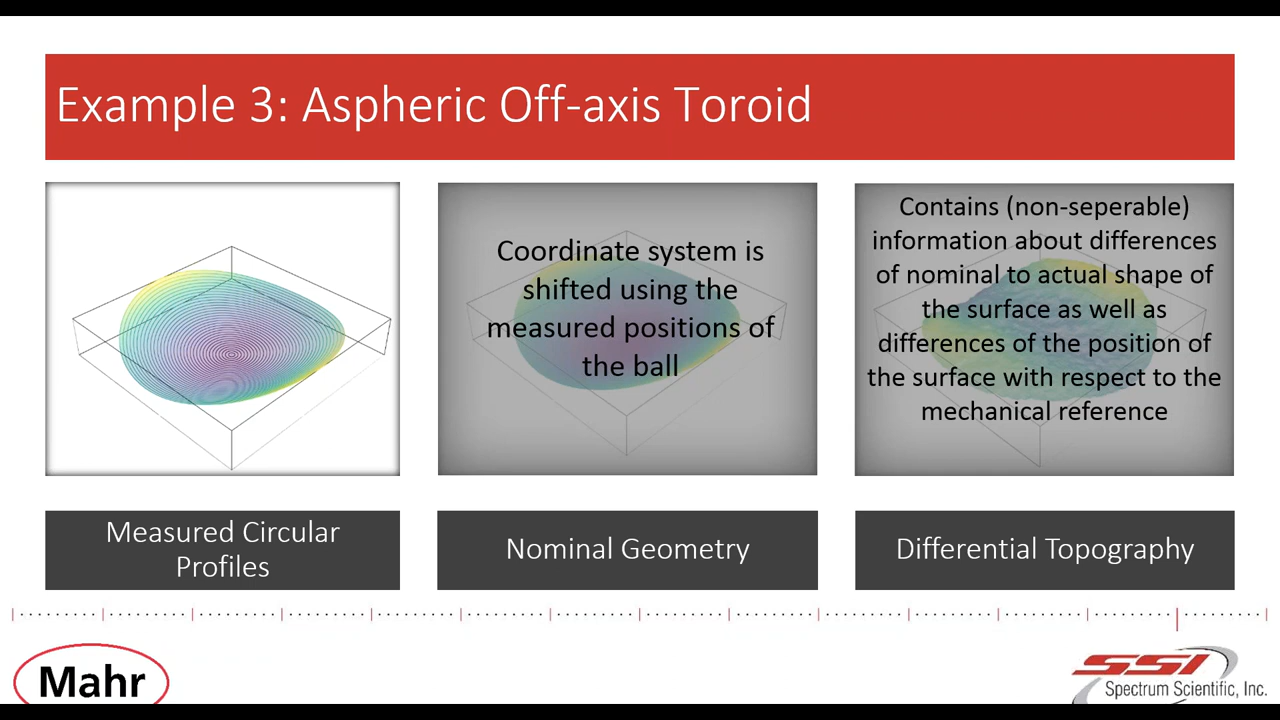 Example 3: Aspheric Off-axis Toroid
Coordinate system is
shifted using the
measured positions of
the ball
Contains (non-seperable)
information about differences
of nominal to actual shape of
the surface as well as
differences of the position of
the surface with respect to the
mechanical reference
Measured Circular
Profiles
Nominal Geometry
Differential Topography
Mahr
SSI
Spectrum Scientific, Inc.